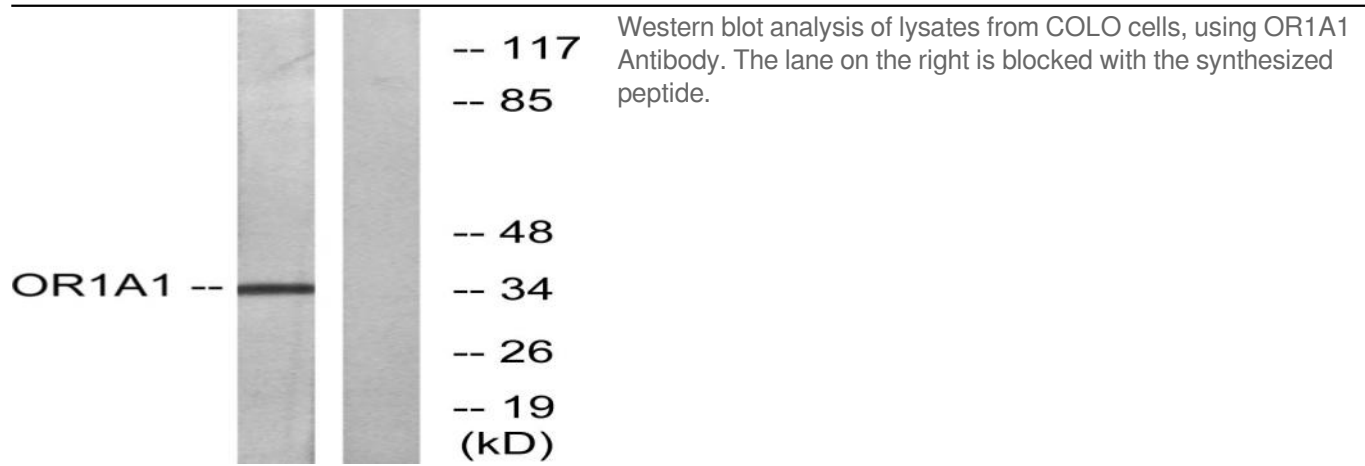 Western blot analysis of lysates from COLO cells, using OR1A1
Antibody. The lane on the right is blocked with the synthesized
peptide.
-- 117
-- 85
-- 48
OR1A1 --
-- 34
-- 26
-- 19
(kD)